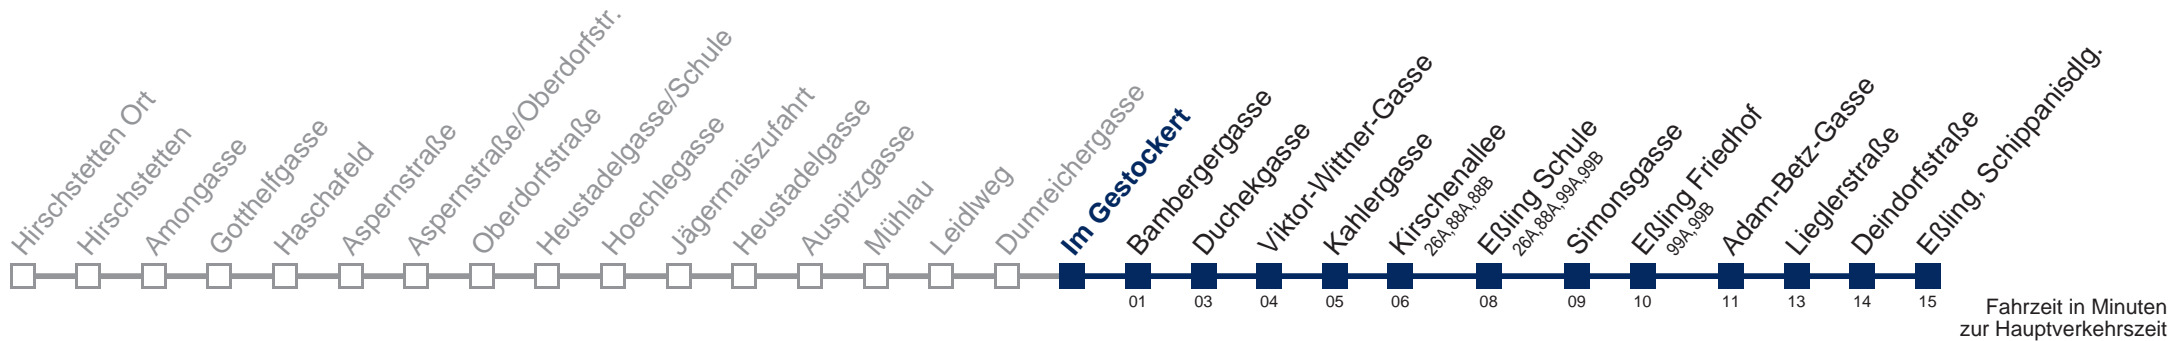 Hirschstetten Ort
Hirschstetten
Amongasse
Gotthelfgasse
Haschafeld
Aspernstraße
Aspernstraße/Oberdorfstr.
Oberdorfstraße
Heustadelgasse/Schule
Hoechlegasse
Jägermaiszufahrt
Heustadelgasse
Auspitzgasse
Mühlau
Leidlweg
Dumreichergasse
Im Gestockert
Bambergergasse
01
Duchekgasse
03
Viktor-Wittner-Gasse
04
Kahlergasse
05
Kirschenallee
26A,88A,88B
06
Eßling Schule
26A,88A,99A,99B
08
Simonsgasse
09
Eßling Friedhof
99A,99B
10
Adam-Betz-Gasse
11
Lieglerstraße
13
Deindorfstraße
14
Eßling, Schippanisdlg.
15
Fahrzeit in Minuten
zur Hauptverkehrszeit